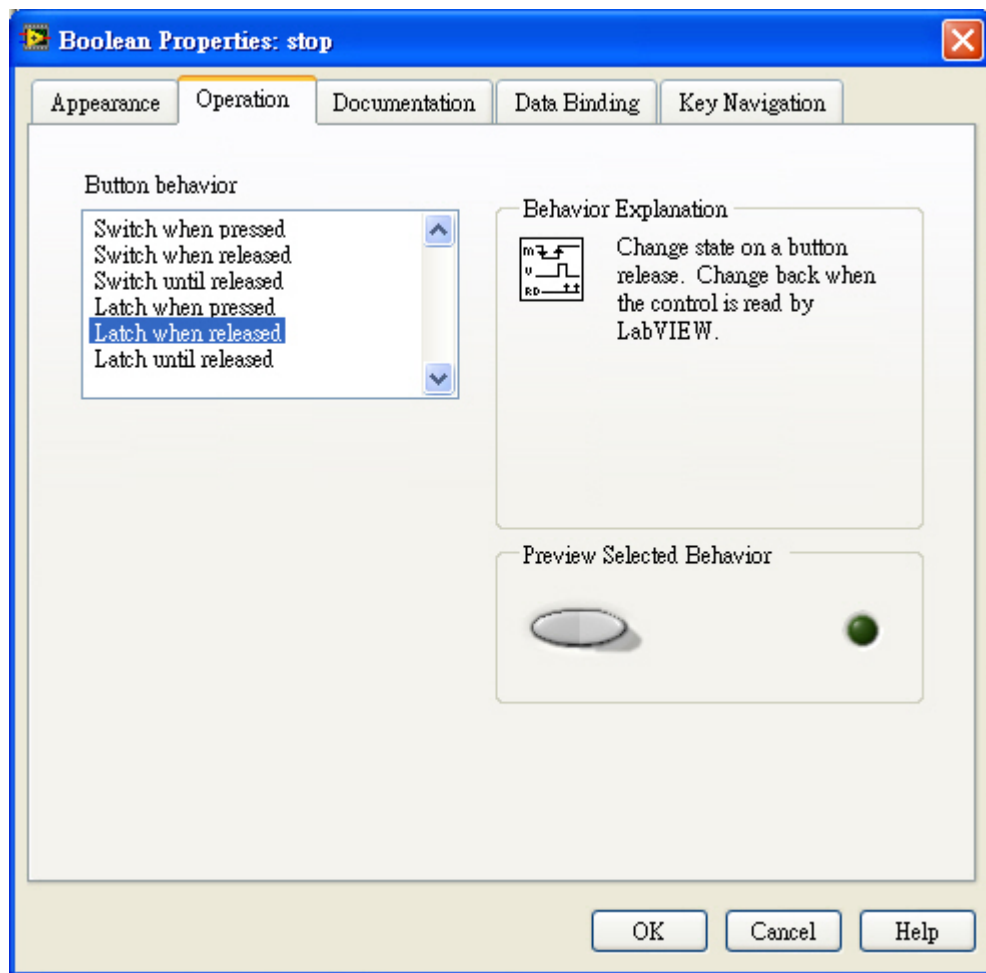 Boolean Properties: stop
Appearance
Operation
Documentation
Data Binding
Key Navigation
Button behavior
Switch when pressed
Switch when released
Switch until released
Latch when pressed
Latch when released
Latch until released
Behavior Explanation
m
v
RD
Change state on a button
release. Change back when
the control is read by
LabVIEW.
Preview Selected Behavior
OK
Cancel
Help